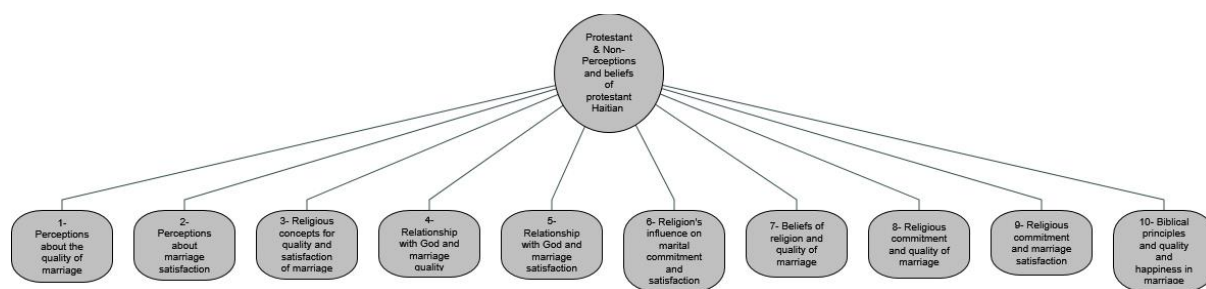 Protestant
& Non-
Perceptions
and beliefs
of
protestant
Haitian
1-
Perceptions
about the
quality of
marriage
2-
Perceptions
about
marriage
satisfaction
3- Religious
concepts for
quality and
satisfaction
of marriage
4-
Relationship
with God and
marriage
quality
5-
Relationship
with God and
marriage
satisfaction
6- Religion's
influence on
marital
commitment
and
satisfaction
7- Beliefs of
religion and
quality of
marriage
8- Religious
commitment
and quality of
marriage
9- Religious
commitment
and marriage
satisfaction
10- Biblical
principles
and quality
and
happiness in
marriage